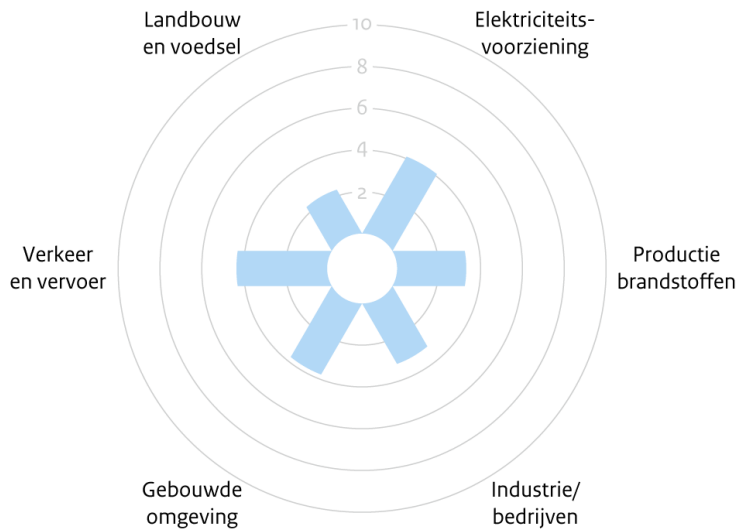 Landbouw
en voedsel
10
Elektriciteits-
voorziening
8
6
4
2
Verkeer
en vervoer
Productie
brandstoffen
Gebouwde
omgeving
Industrie/
bedrijven